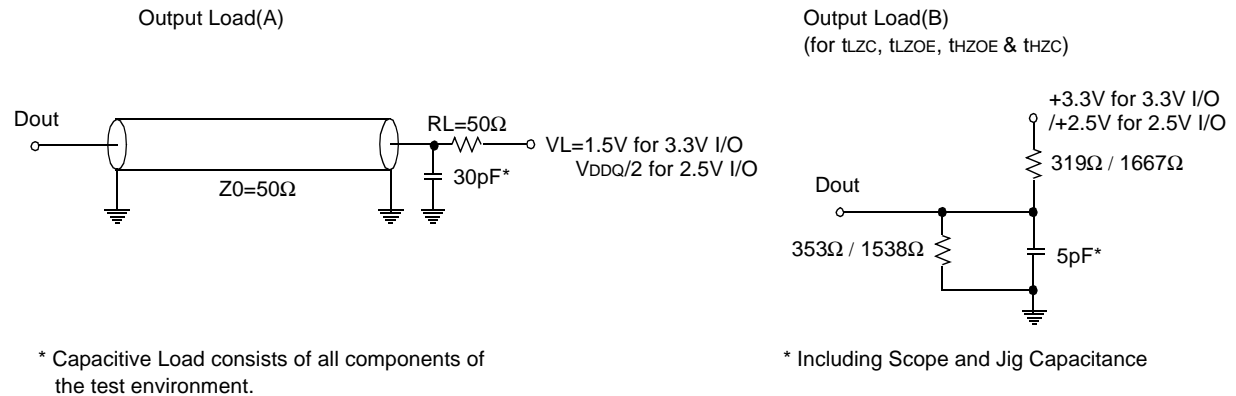 Output Load(A)
Dout
Z0=50Ω
RL=50Ω
30pF*
VL=1.5V for 3.3V I/O
VDDQ/2 for 2.5V I/O
* Capacitive Load consists of all components of
the test environment.
Output Load(B)
(for tLZC, tLZOE, tHZOE & tHZC)
+3.3V for 3.3V I/O
/+2.5V for 2.5V I/O
319Ω / 1667Ω
Dout
353Ω / 1538Ω
5pF*
* Including Scope and Jig Capacitance